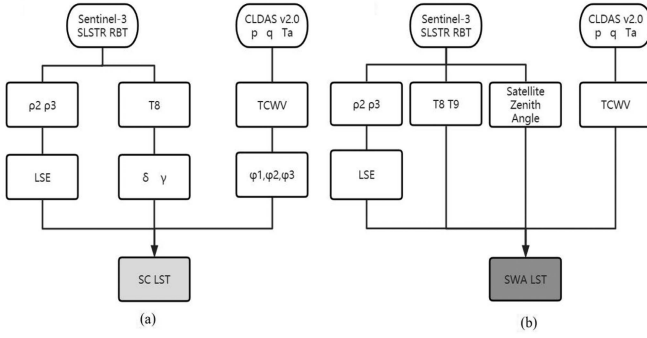 Sentinel-3
SLSTR RBT
CLDAS v2.0
p q Ta
ρ2 ρ3
T8
TCWV
LSE
δ γ
φ1,φ2,φ3
SC LST
(a)
Sentinel-3
SLSTR RBT
CLDAS v2.0
p q Ta
ρ2 ρ3
T8 T9
Satellite
Zenith
Angle
TCWV
LSE
SWA LST
(b)